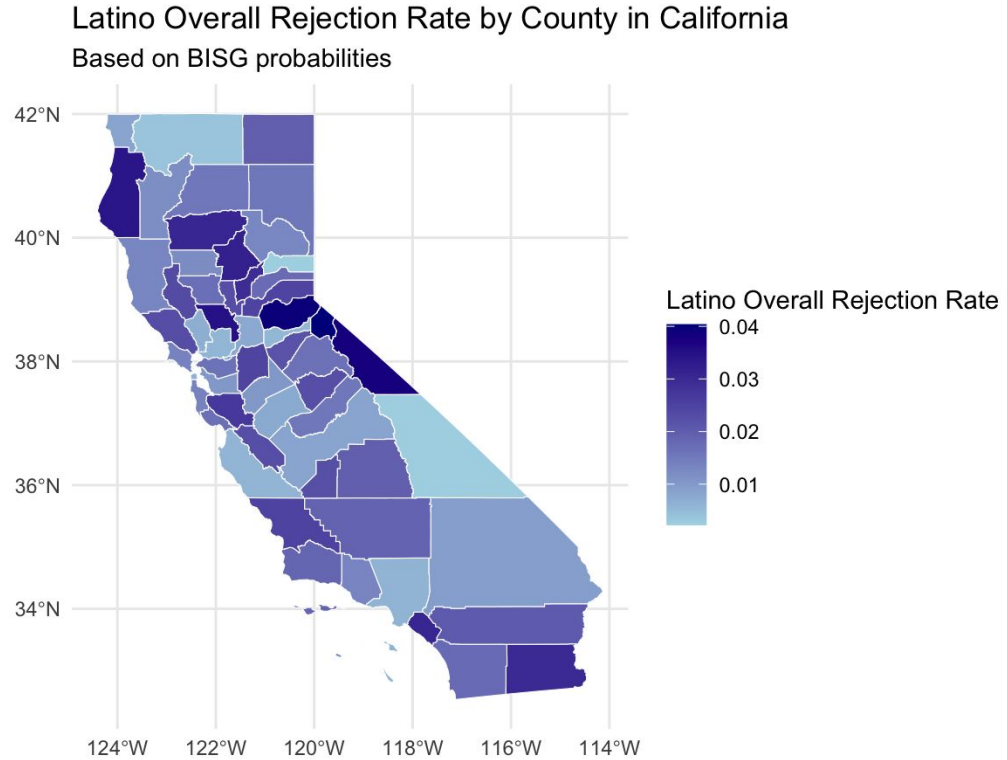 Latino Overall Rejection Rate by County in California
Based on BISG probabilities
42°N
40°N
38°N
36°N
34°N
124°W 122°W 120°W 118°W 116°W 114°W
Latino Overall Rejection Rate
0.04
0.03
0.02
0.01